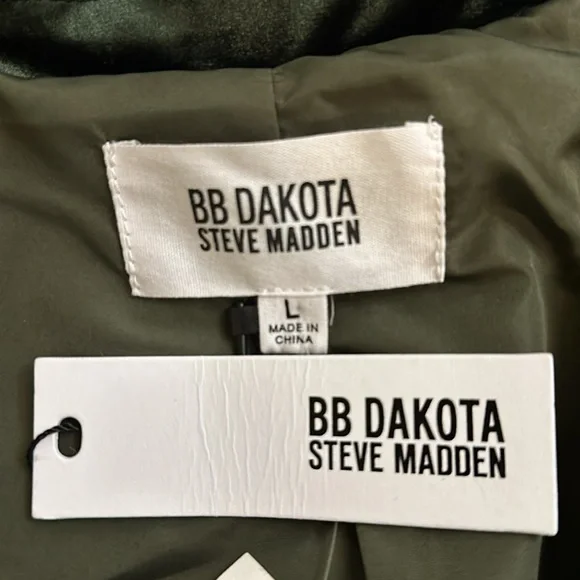 BB DAKOTA
STEVE MADDEN
L
MADE IN
CHINA
BB DAKOTA
STEVE MADDEN